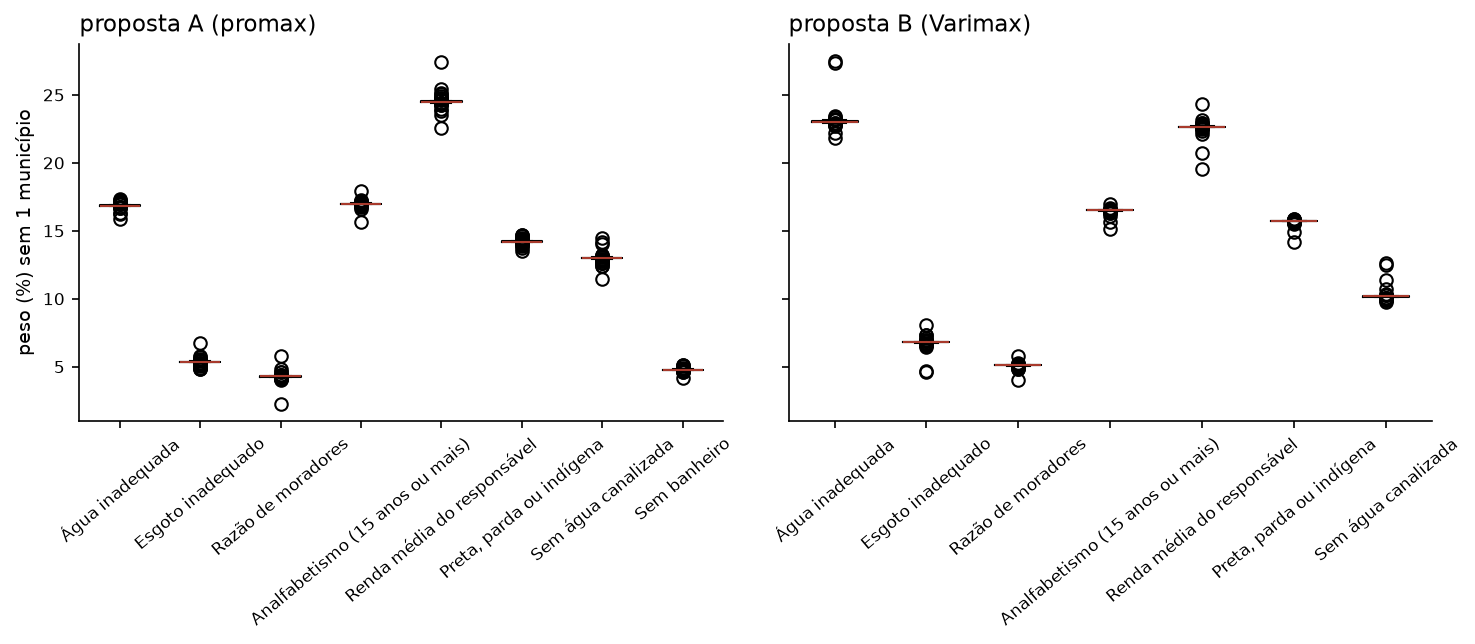 proposta A (promax)
proposta B (Varimax)
peso (%) sem 1 município
25
20
15
10
5
Água inadequada
Esgoto inadequado
Razão de moradores
Analfabetismo (15 anos ou mais)
Renda média do responsável
Preta, parda ou indígena
Sem água canalizada
Sem banheiro
Água inadequada
Esgoto inadequado
Razão de moradores
Analfabetismo (15 anos ou mais)
Renda média do responsável
Preta, parda ou indígena
Sem água canalizada